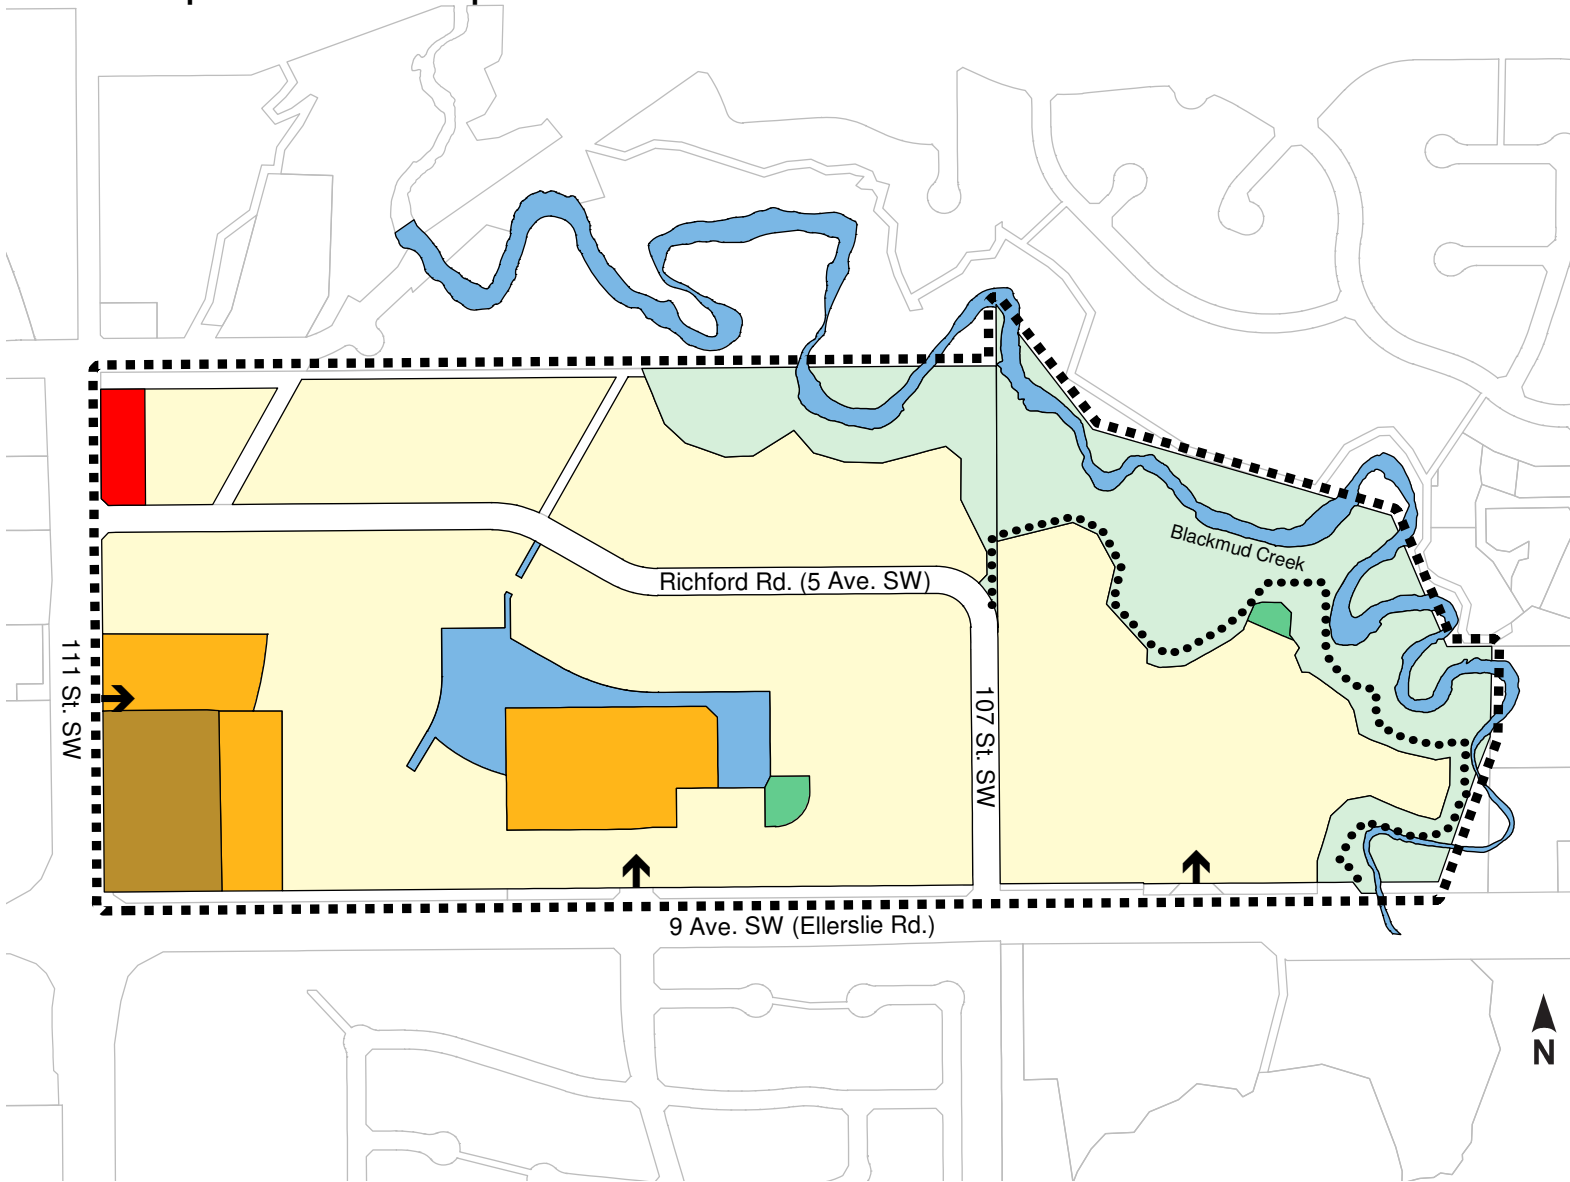 Blackmud Creek
Richford Rd. (5 Ave. SW)
111 St. SW
107 St. SW
9 Ave. SW (Ellerslie Rd.)
N